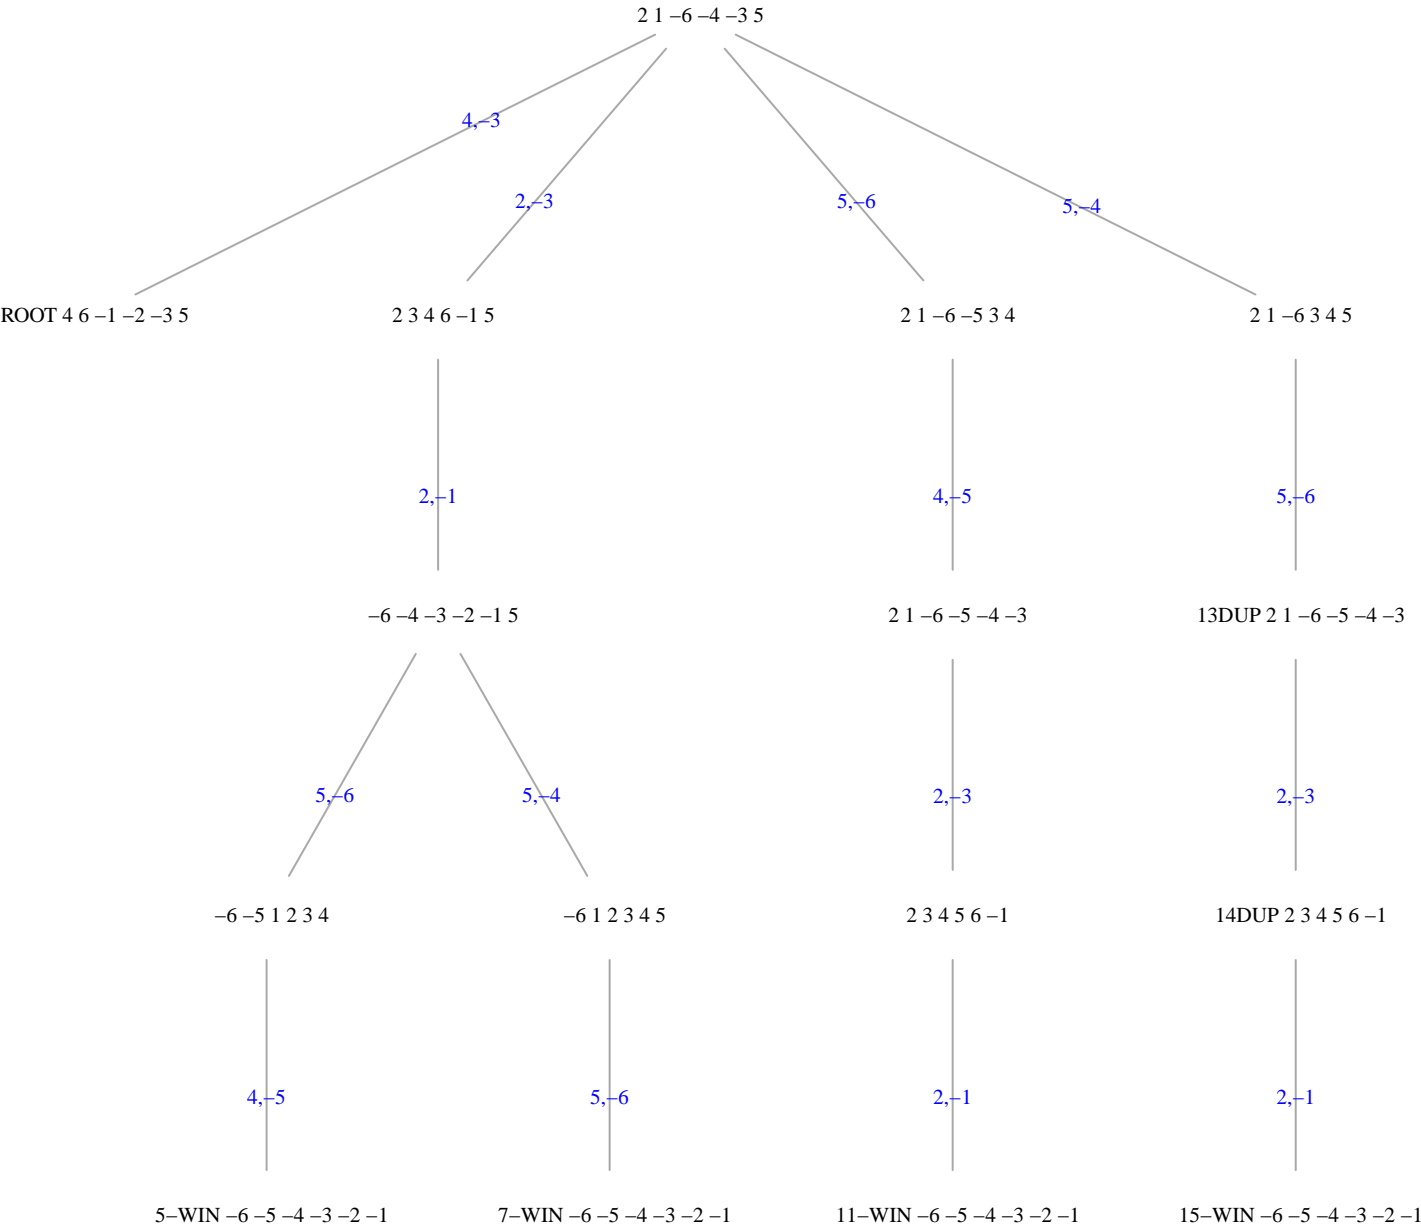 2 1 –6 –4 –3 5
4,–3
2,–3
5,–6
5,–4
ROOT 4 6 –1 –2 –3 5
2 3 4 6 –1 5
2 1 –6 –5 3 4
2 1 –6 3 4 5
2,–1
4,–5
5,–6
–6 –4 –3 –2 –1 5
2 1 –6 –5 –4 –3
13DUP 2 1 –6 –5 –4 –3
5,–6
5,–4
2,–3
2,–3
–6 –5 1 2 3 4
–6 1 2 3 4 5
2 3 4 5 6 –1
14DUP 2 3 4 5 6 –1
4,–5
5,–6
2,–1
2,–1
5–WIN –6 –5 –4 –3 –2 –1
7–WIN –6 –5 –4 –3 –2 –1
11–WIN –6 –5 –4 –3 –2 –1
15–WIN –6 –5 –4 –3 –2 –1